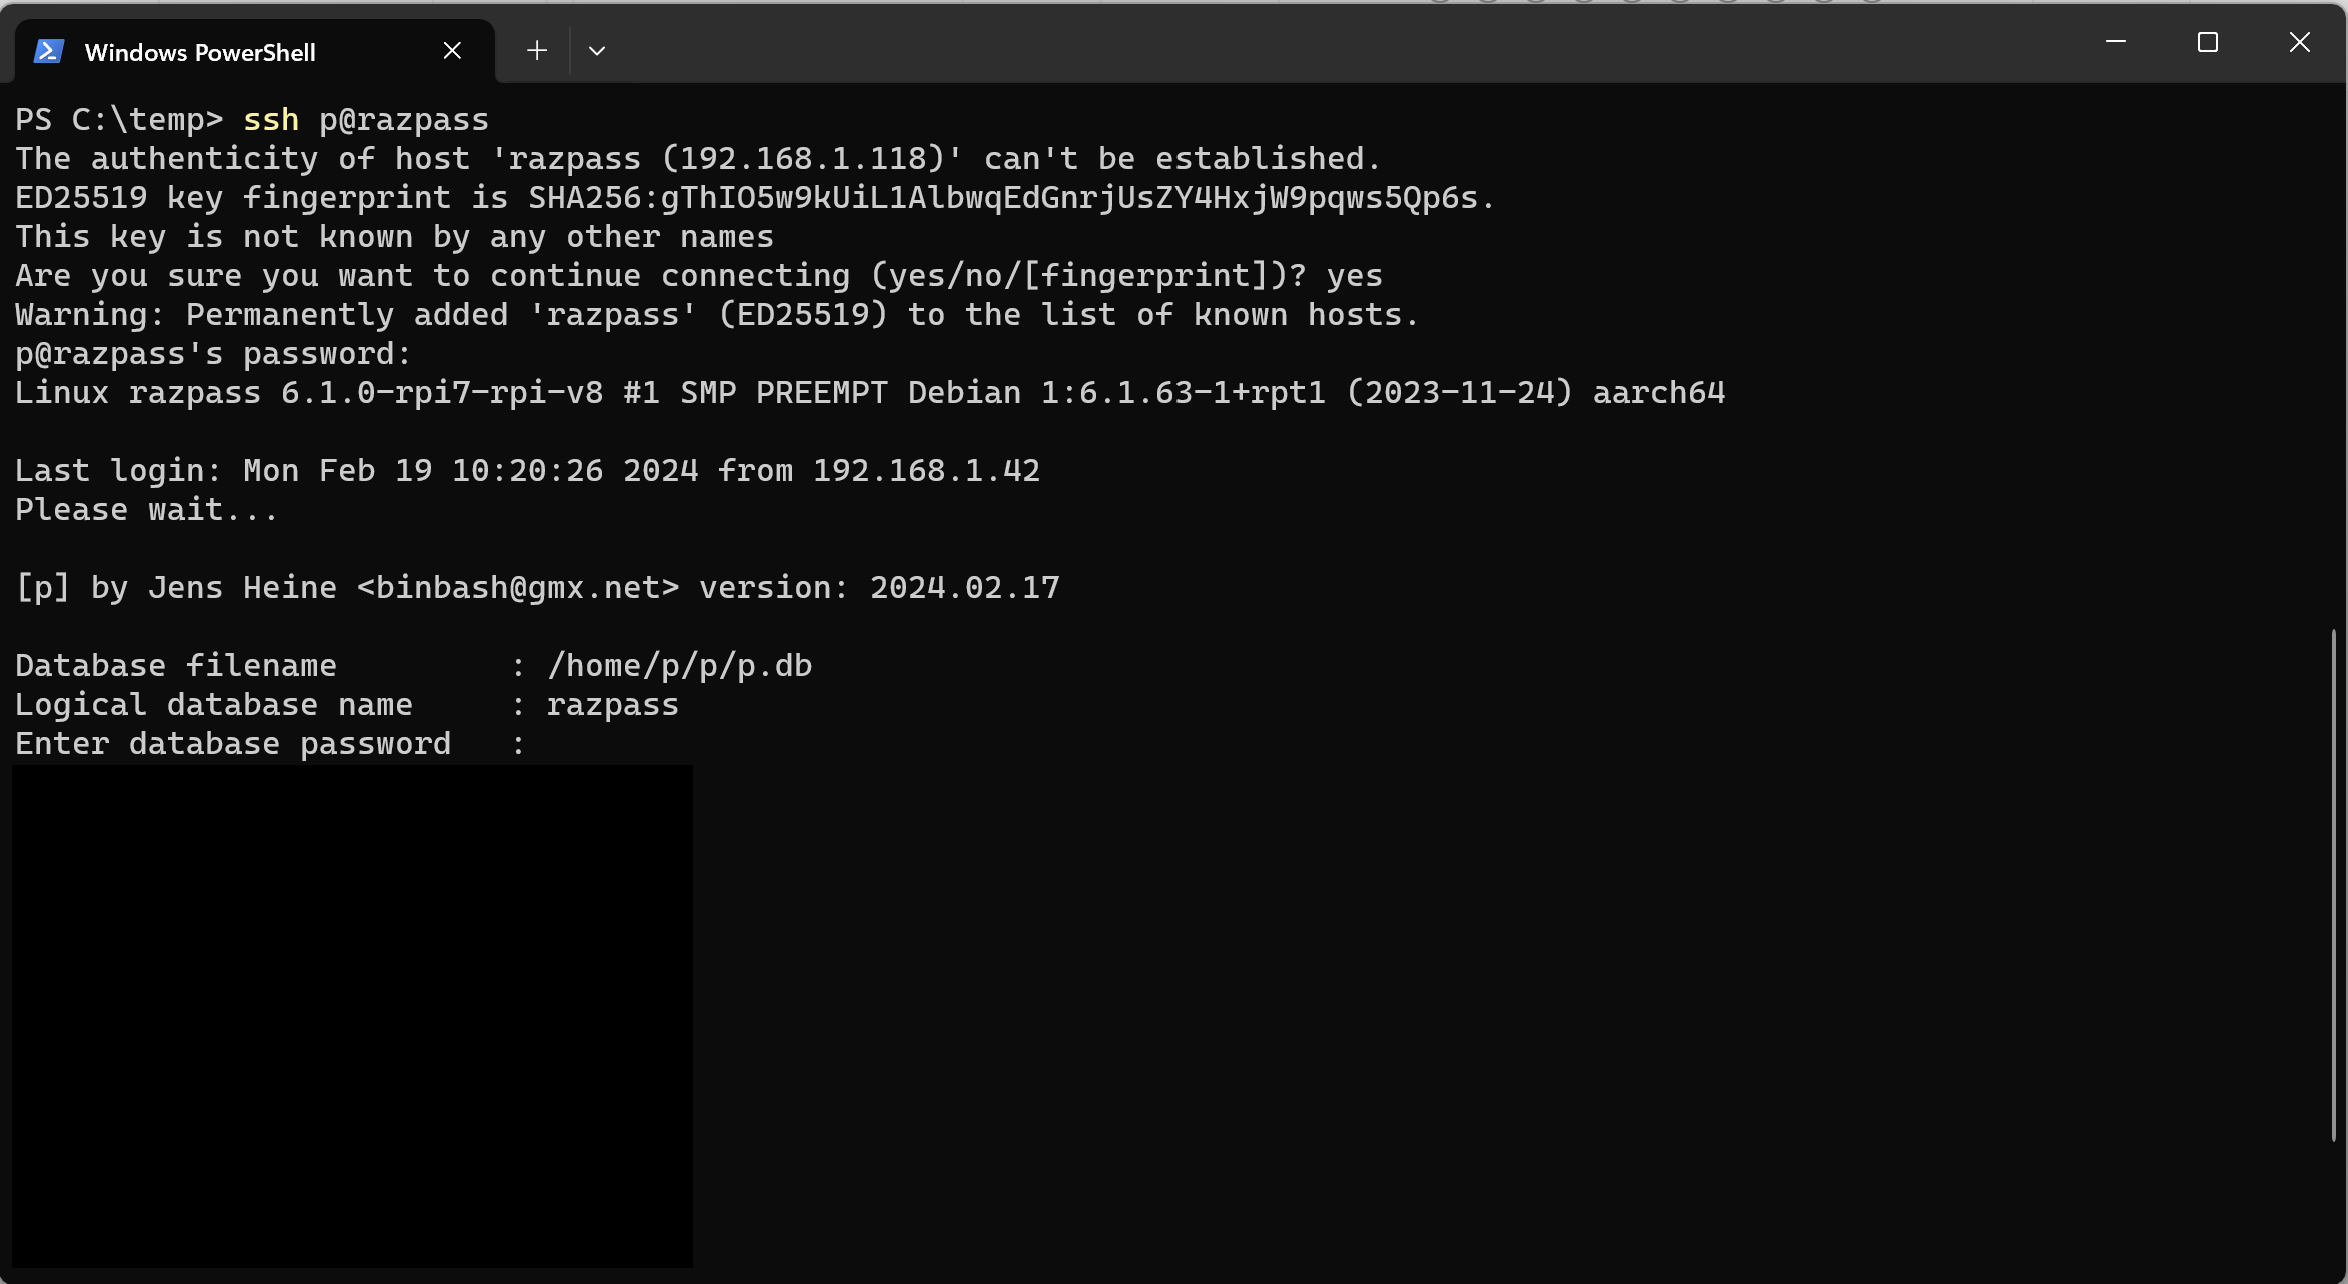 Windows PowerShell
PS C:\temp> ssh p@razpass
The authenticity of host 'razpass (192.168.1.118)' can't be established.
ED25519 key fingerprint is SHA256:gThIO5w9kUiL1AlbwqEdGnrjUsZY4HxjW9pqws5Qp6s.
This key is not known by any other names
Are you sure you want to continue connecting (yes/no/[fingerprint])? yes
Warning: Permanently added 'razpass' (ED25519) to the list of known hosts.
p@razpass's password:
Linux razpass 6.1.0-rpi7-rpi-v8 #1 SMP PREEMPT Debian 1:6.1.63-1+rpt1 (2023-11-24) aarch64
Last login: Mon Feb 19 10:20:26 2024 from 192.168.1.42
Please wait...
[p] by Jens Heine <binbash@gmx.net> version: 2024.02.17
Database filename : /home/p/p/p.db
Logical database name : razpass
Enter database password :